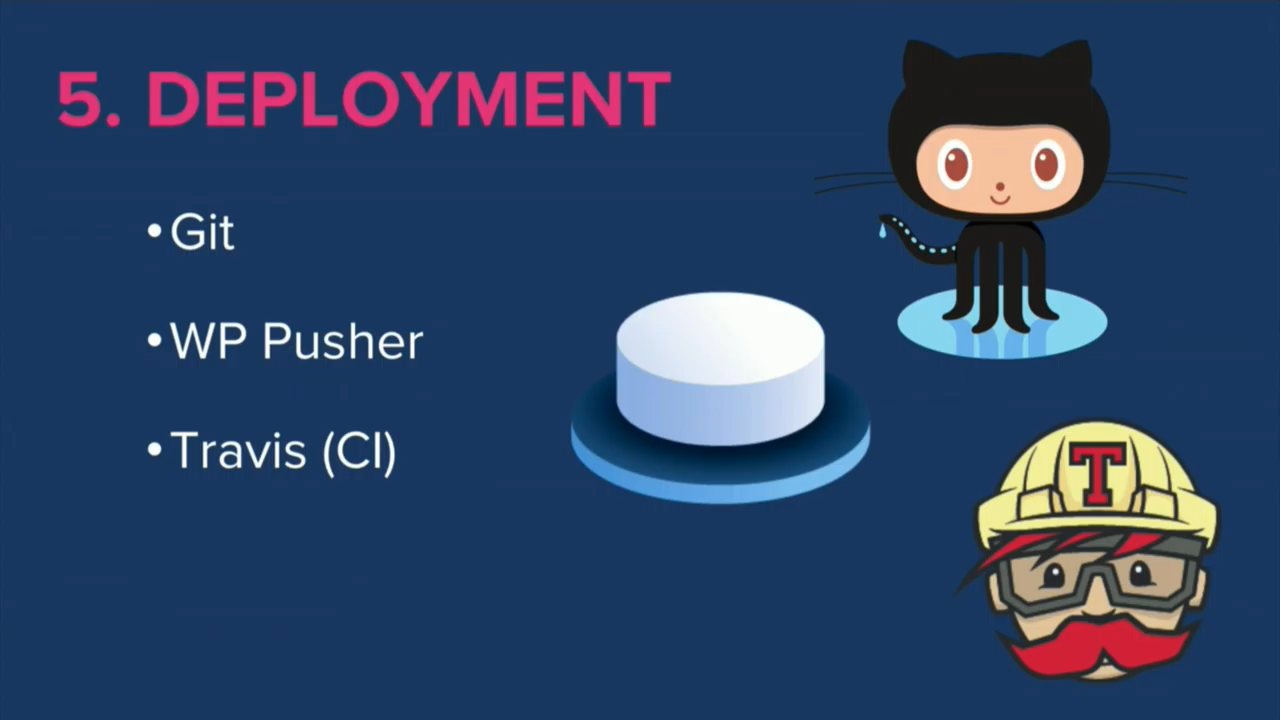 5. DEPLOYMENT
•Git
•WP Pusher
•Travis (CI)
T